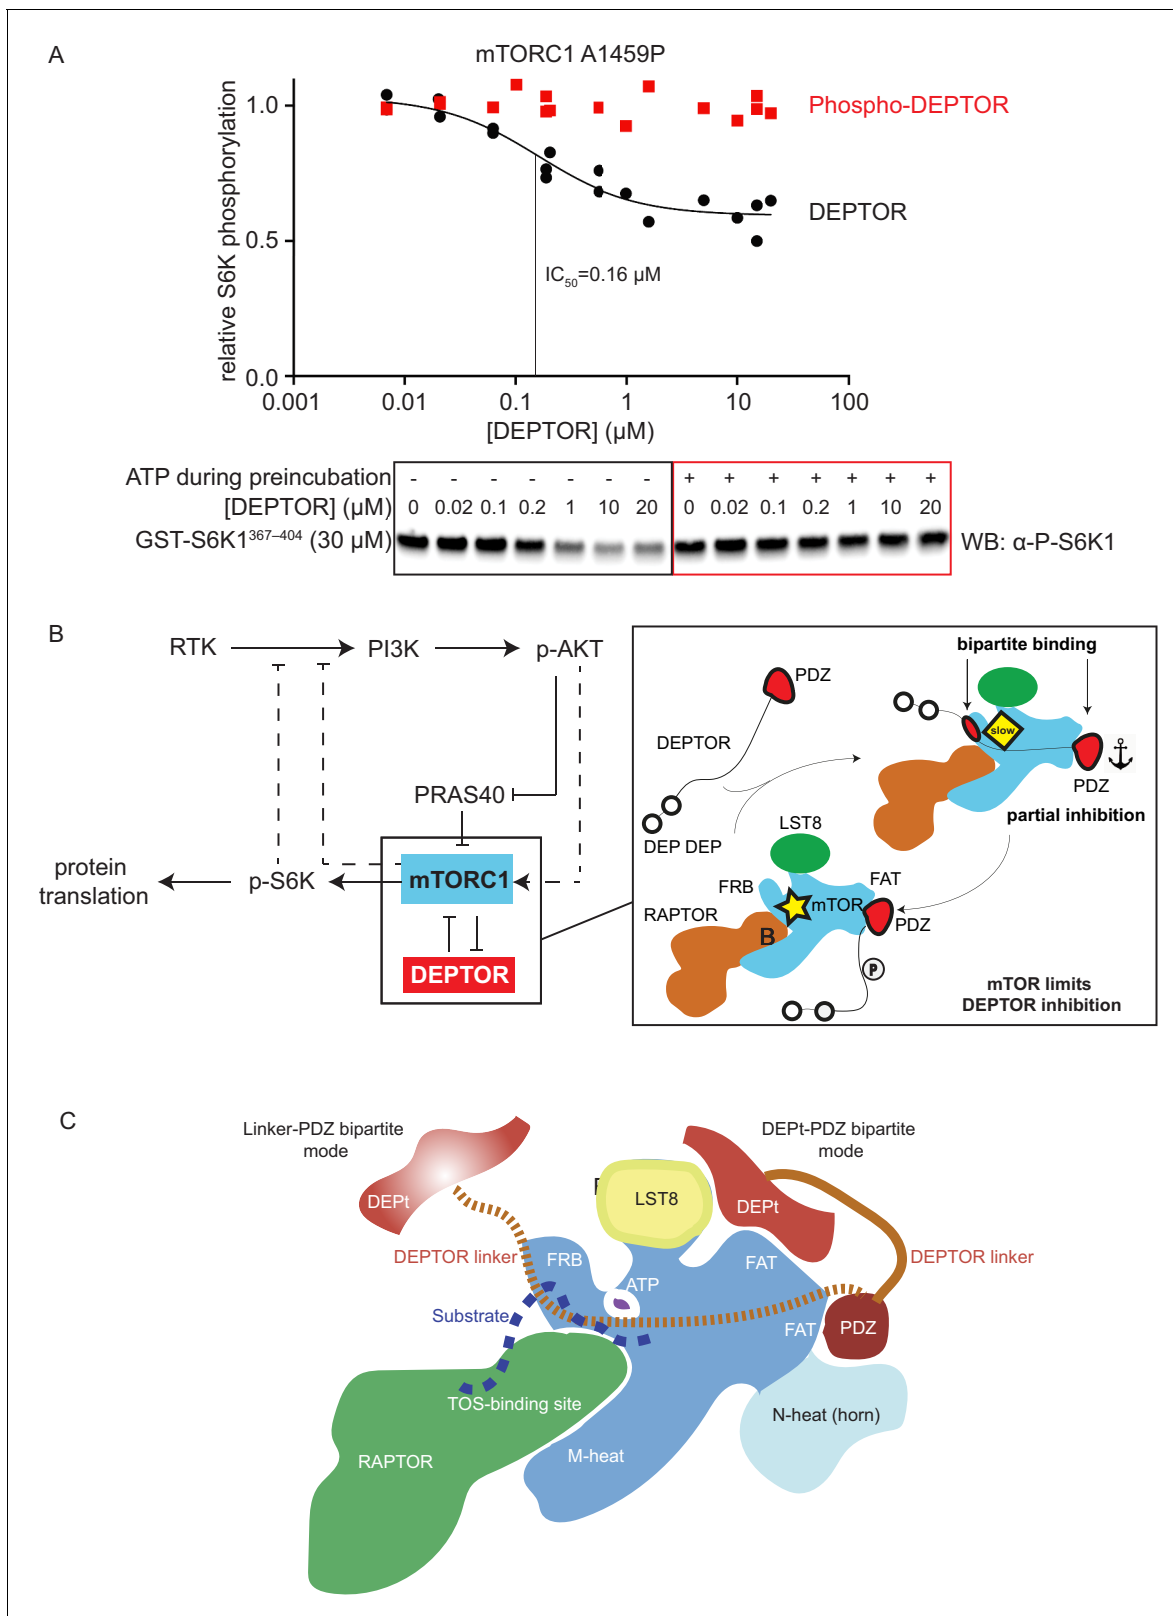 A
mTORC1 A1459P
relative S6K phosphorylation
1.0
0.5
0.0
Phospho-DEPTOR
DEPTOR
IC50=0.16 µM
0.001 0.01 0.1 1 10 100
[DEPTOR] (µM)
ATP during preincubation - - - - - - - + + + + + + +
[DEPTOR] (µM) 0 0.02 0.1 0.2 1 10 20 0 0.02 0.1 0.2 1 10 20
GST-S6K1367–404 (30 µM)
WB: α-P-S6K1
B
RTK PI3K p-AKT
PRAS40
protein
translation
p-S6K
mTORC1
DEPTOR
bipartite binding
PDZ
DEPTOR
slow
PDZ
DEP DEP
partial inhibition
LST8
FRB
FAT
mTOR
RAPTOR
PDZ
B
P
mTOR limits
DEPTOR inhibition
C
Linker-PDZ bipartite
mode
DEPt-PDZ bipartite
mode
DEPt
LST8
DEPt
DEPTOR linker
FRB
FAT
DEPTOR linker
ATP
Substrate
FAT
PDZ
TOS-binding site
N-heat (horn)
RAPTOR
M-heat